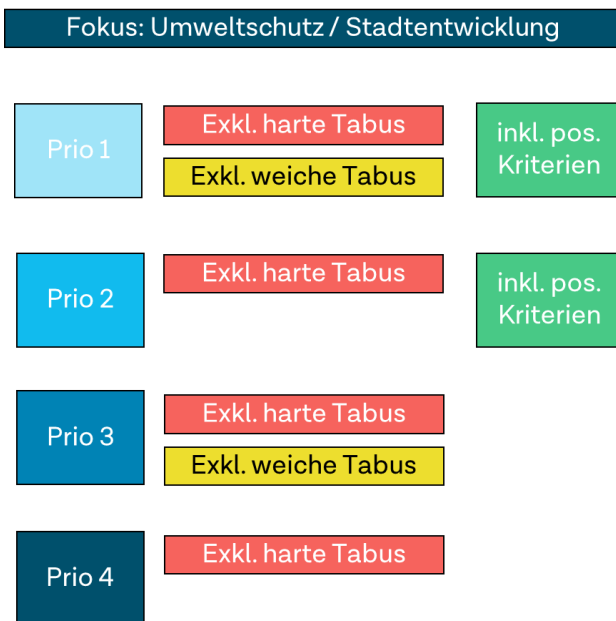 Fokus: Umweltschutz / Stadtentwicklung
Prio 1
Exkl. harte Tabus
Exkl. weiche Tabus
inkl. pos.
Kriterien
Prio 2
Exkl. harte Tabus
inkl. pos.
Kriterien
Prio 3
Exkl. harte Tabus
Exkl. weiche Tabus
Prio 4
Exkl. harte Tabus